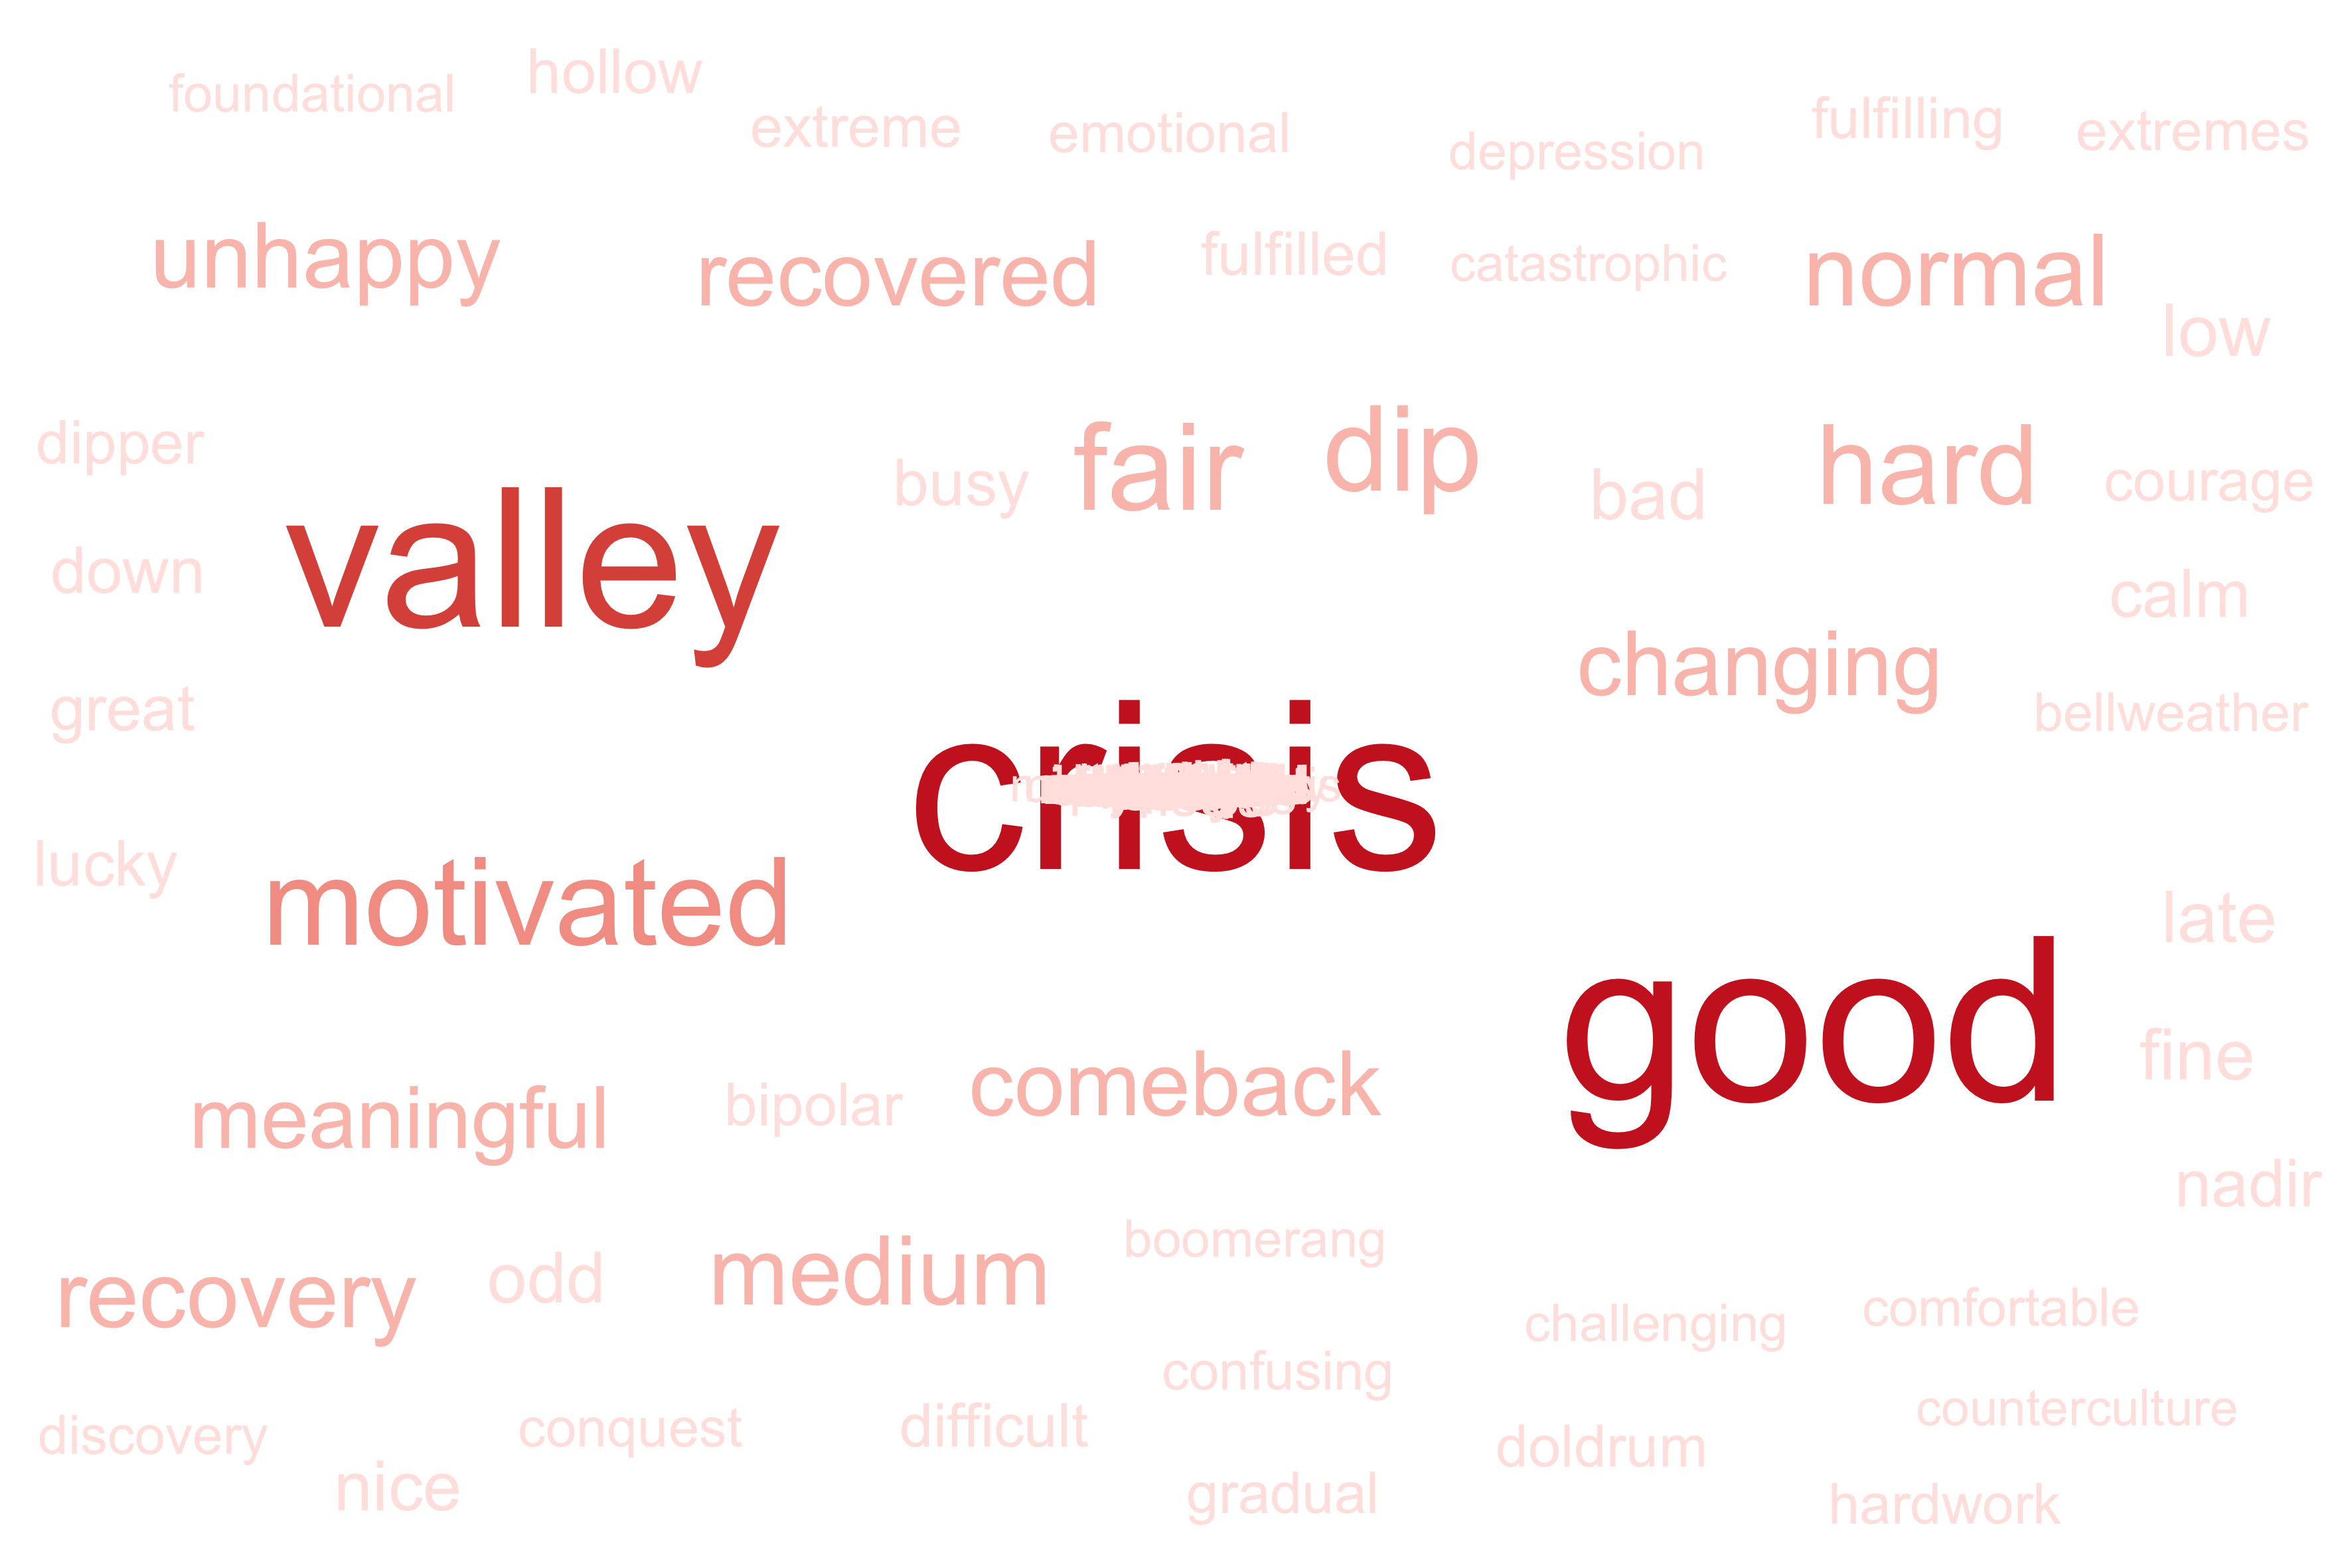 hollow
foundational
extreme
emotional
depression
fulfilling
extremes
unhappy
recovered
fulfilled
catastrophic
normal
low
dipper
busy
fair
dip
bad
hard
courage
down
valley
calm
changing
great
bellweather
crisis
lucky
motivated
late
good
fine
meaningful
bipolar
comeback
nadir
recovery
odd
medium
boomerang
challenging
comfortable
confusing
counterculture
discovery
conquest
difficult
doldrum
nice
gradual
hardwork